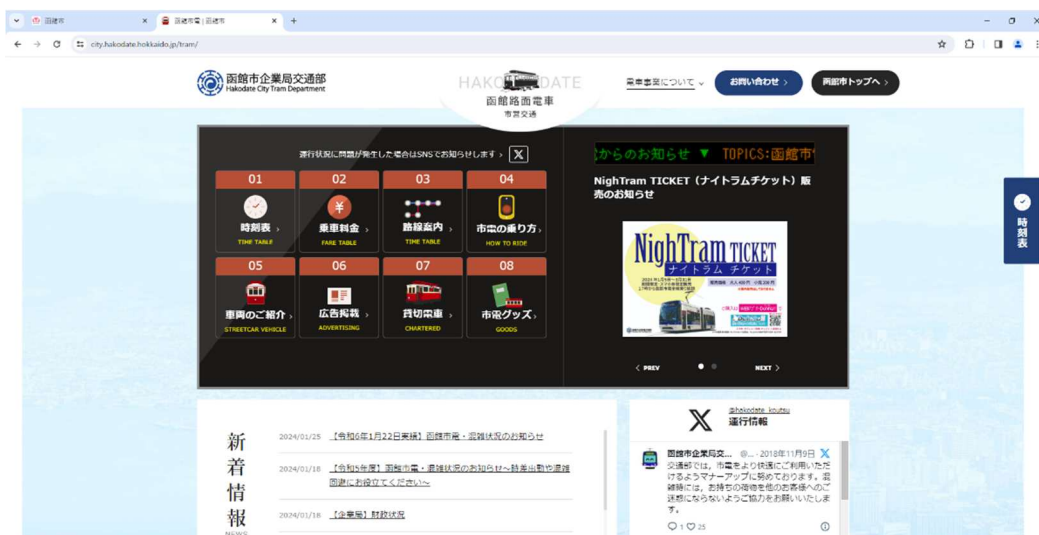 函館市
函館市電 | 函館市
city.hakodate.hokkaido.jp/tram/
函館市企業局交通部
Hakodate City Tram Department
HAKODATE
函館路面電車
市営交通
電車事業について
お問い合わせ
函館市トップへ
運行状況に問題が発生した場合はSNSでお知らせします
からのお知らせ ▼ TOPICS:函館市
NighTram TICKET（ナイトラムチケット）販
売のお知らせ
01
時刻表
TIME TABLE
02
乗車料金
FARE TABLE
03
路線案内
TIME TABLE
04
市電の乗り方
HOW TO RIDE
05
車両のご紹介
STREETCAR VEHICLE
06
広告掲載
ADVERTISING
07
貸切電車
CHARTERED
08
市電グッズ
GOODS
NighTram TICKET
ナイトラム チケット
PREV
NEXT
時刻表
新着情報
NEWS
2024/01/25 【令和6年1月22日実績】函館市電・混雑状況のお知らせ
2024/01/18 【令和5年度】函館市電・混雑状況のお知らせ～時差出勤や混雑
回避にお役立てください～
2024/01/18 【企業局】財政状況
@hakodate_koutsu
運行情報
函館市企業局交... @... · 2018年11月9日
交通部では，市電をより快適にご利用いただ
けるようマナーアップに努めております。混
雑時には，お持ちの荷物を他のお客様へのご
迷惑にならないようご協力をお願いいたしま
す。
1 25